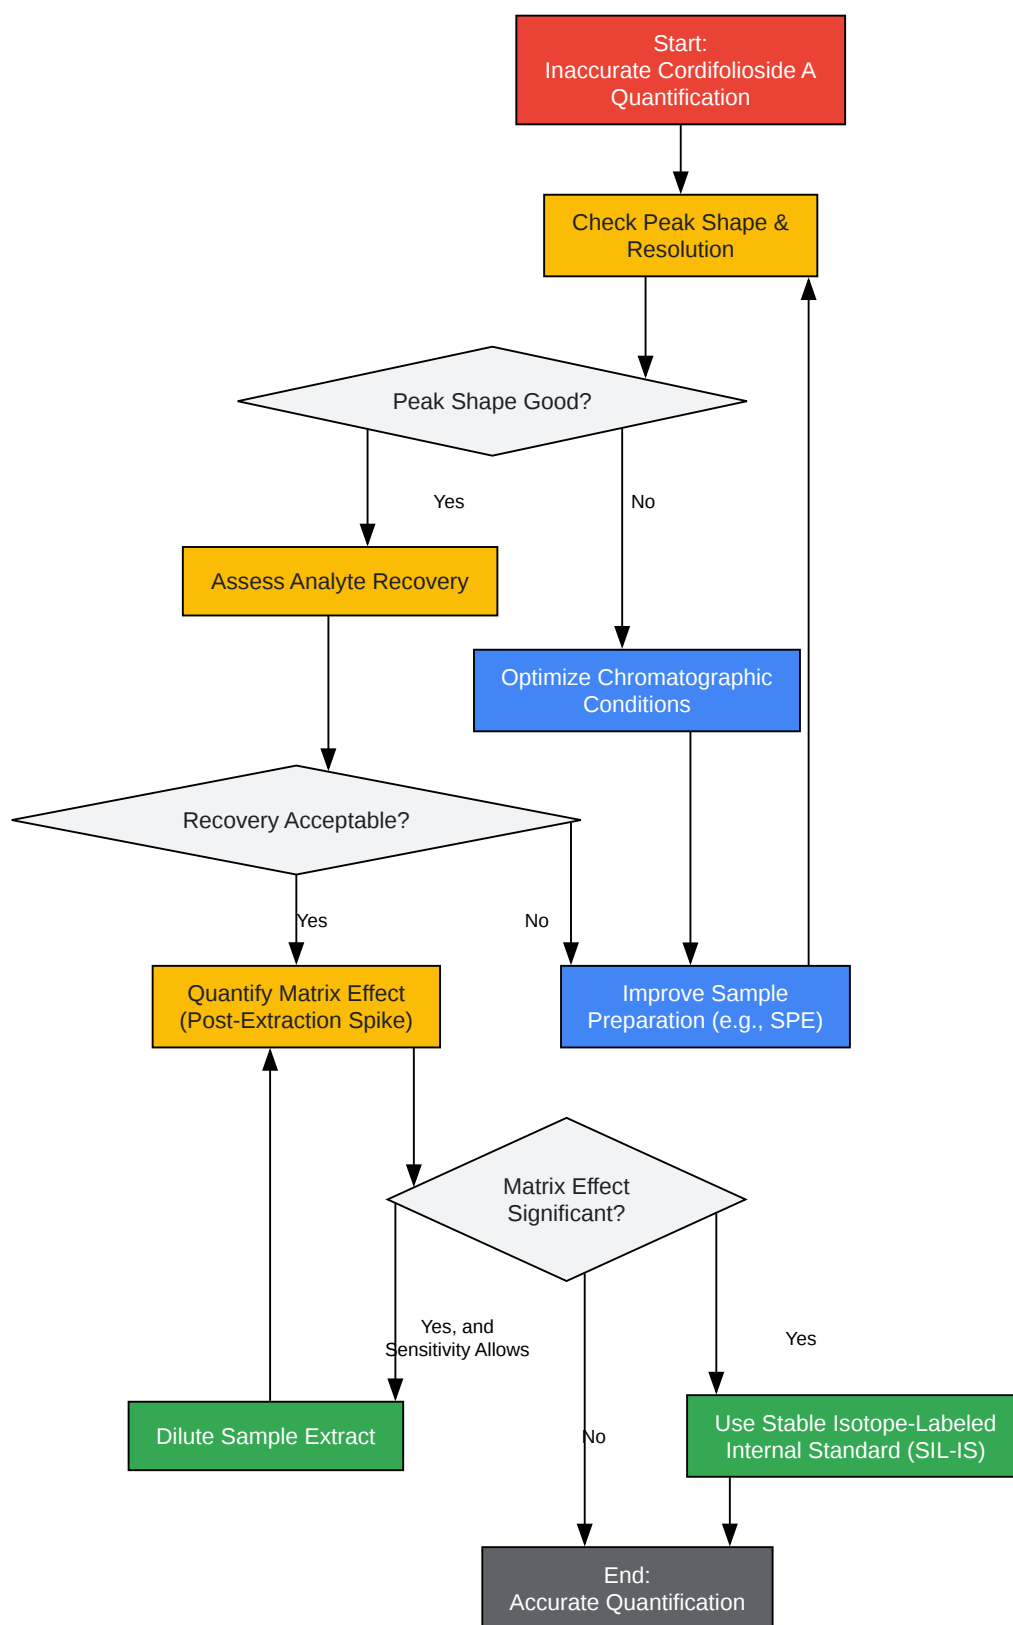 Start:
Inaccurate Cordifolioside A
Quantification
Check Peak Shape &
Resolution
Peak Shape Good?
Yes
No
Assess Analyte Recovery
Optimize Chromatographic
Conditions
Recovery Acceptable?
Yes
No
Quantify Matrix Effect
(Post-Extraction Spike)
Improve Sample
Preparation (e.g., SPE)
Matrix Effect
Significant?
Yes, and
Sensitivity Allows
Yes
Dilute Sample Extract
No
Use Stable Isotope-Labeled
Internal Standard (SIL-IS)
End:
Accurate Quantification